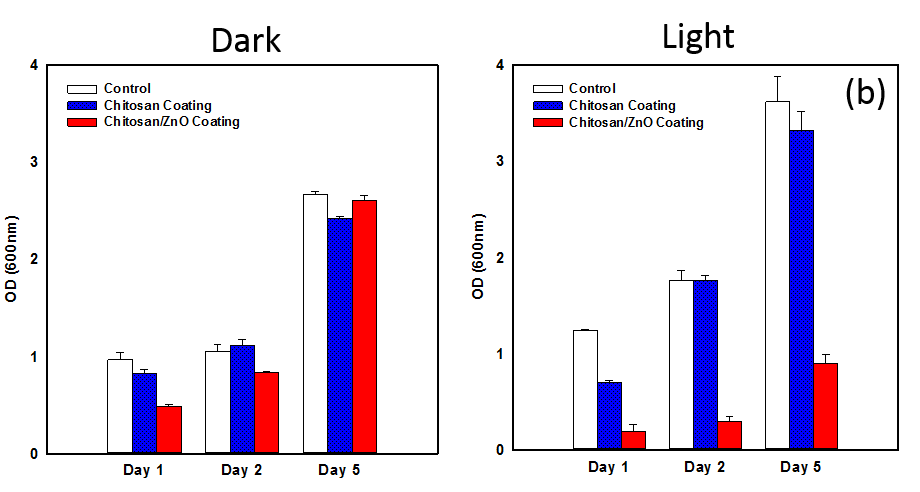 Dark
4
3
2
1
0
OD (600nm)
Control
Chitosan Coating
Chitosan/ZnO Coating
Day 1 Day 2 Day 5
Light
(b)
4
3
2
1
0
OD (600nm)
Control
Chitosan Coating
Chitosan/ZnO Coating
Day 1 Day 2 Day 5